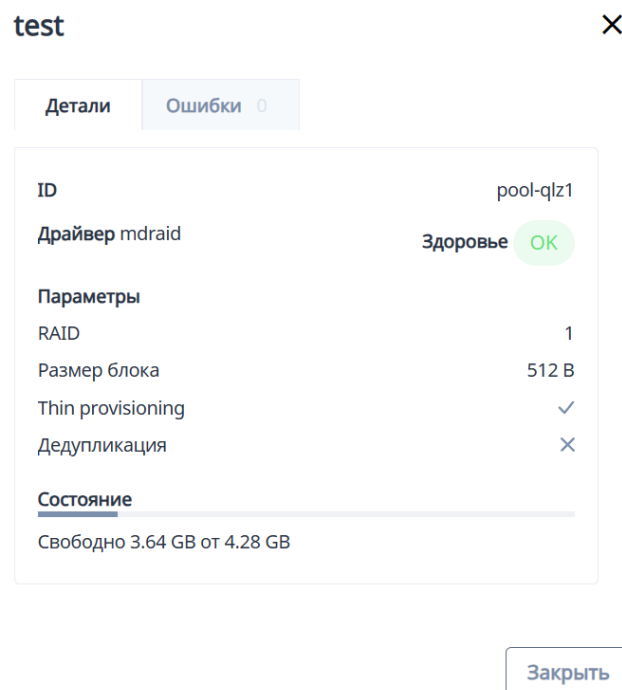 test
Детали
Ошибки 0
ID pool-qlz1
Драйвер mdraid Здоровье OK
Параметры
RAID 1
Размер блока 512 B
Thin provisioning
Дедупликация
Состояние
Свободно 3.64 GB от 4.28 GB
Закрыть